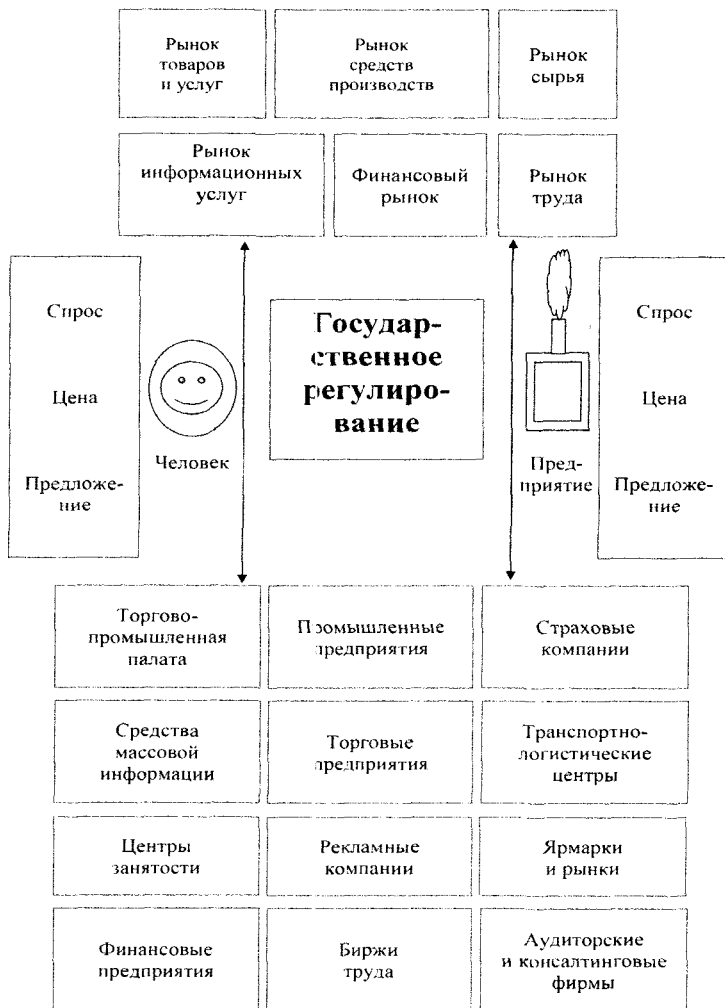 Рынок
товаров
и услуг
Рынок
средств
производств
Рынок
сырья
Рынок
информационных
услуг
Финансовый
рынок
Рынок
труда
Спрос
Цена
Предложе-
ние
Человек
Государ-
ственное
регулиро-
вание
Пред-
приятие
Спрос
Цена
Предложе-
ние
Торгово-
промышленная
палата
Промышленные
предприятия
Страховые
компании
Средства
массовой
информации
Торговые
предприятия
Транспортно-
логистические
центры
Центры
занятости
Рекламные
компании
Ярмарки
и рынки
Финансовые
предприятия
Биржи
труда
Аудиторские
и консалтинговые
фирмы